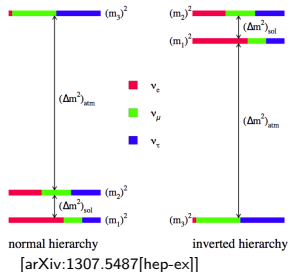 (m₃)²
(Δm²)atm
(m₂)²
(Δm²)sol
(m₁)²
normal hierarchy
νe
νμ
ντ
(m₂)²
(Δm²)sol
(m₁)²
(Δm²)atm
(m₃)²
inverted hierarchy
[arXiv:1307.5487[hep-ex]]